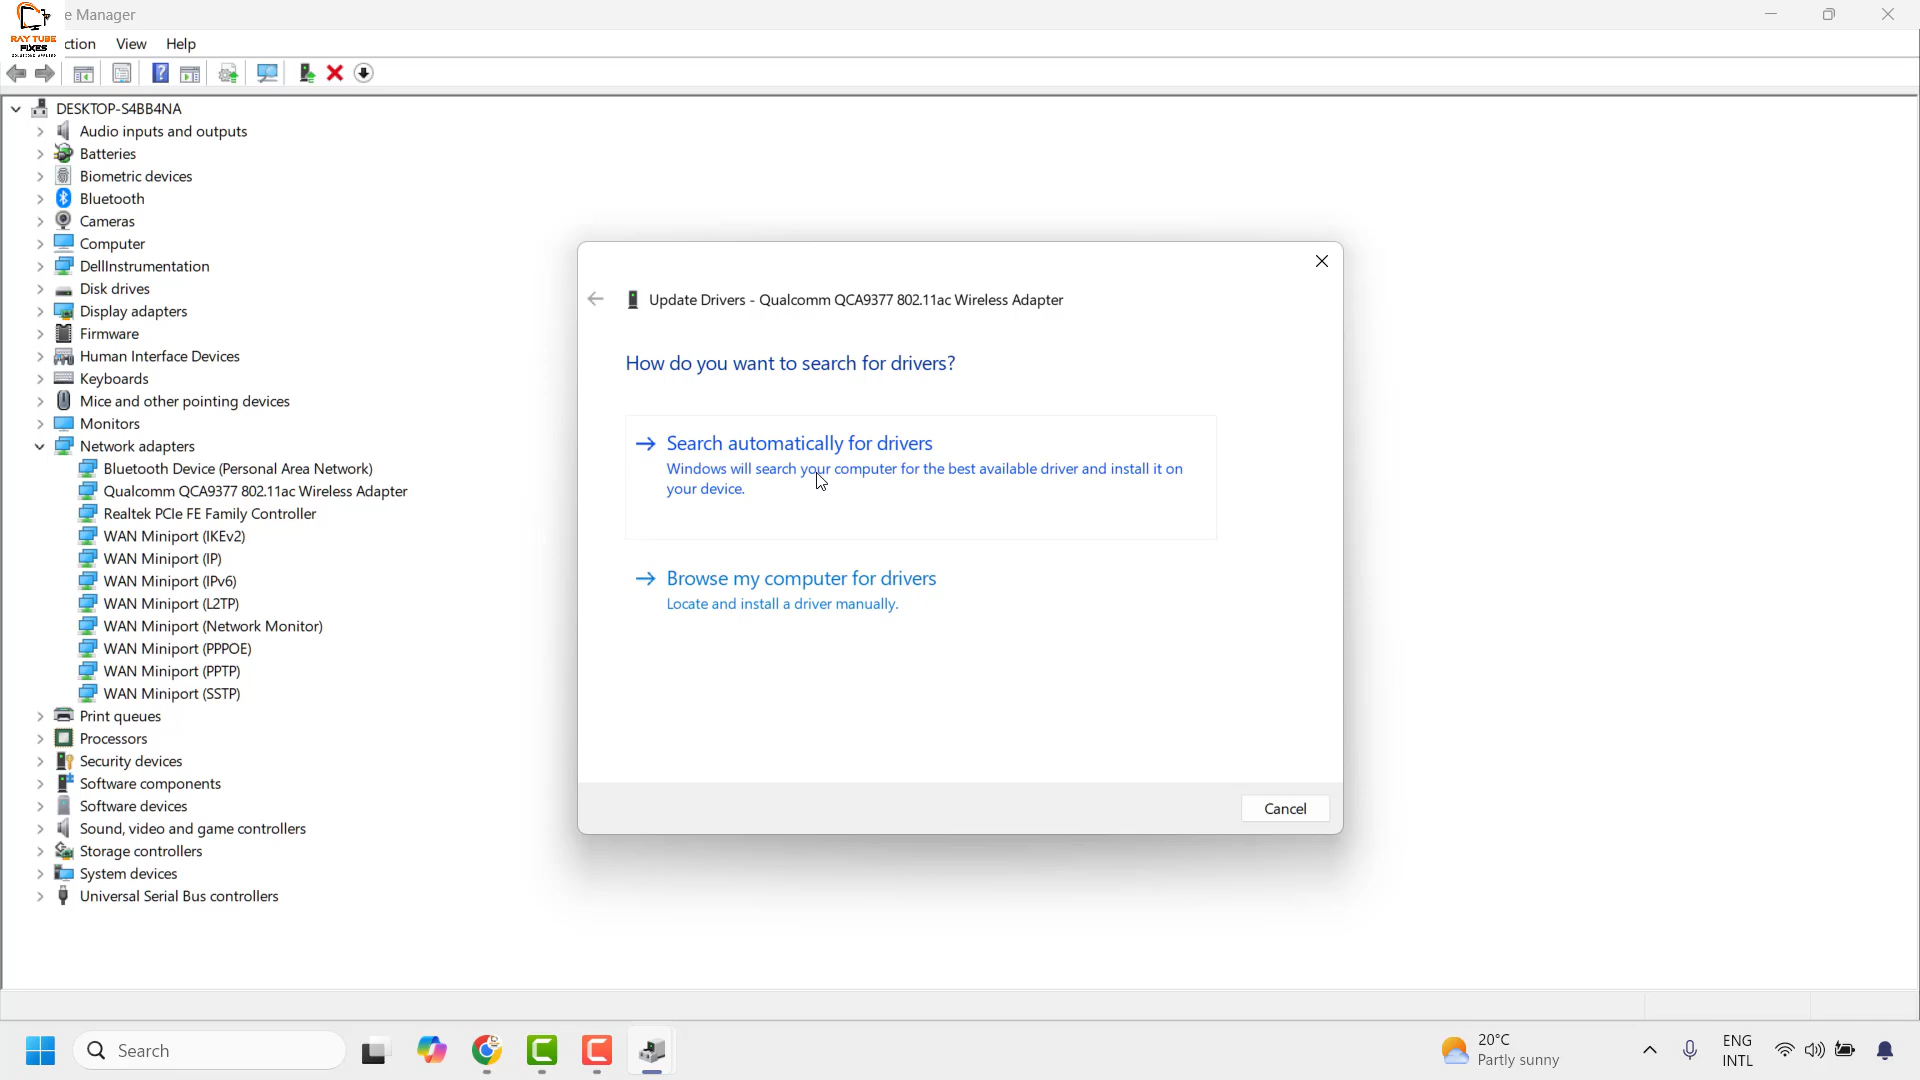 e Manager
RAY TUBE
FIXES
ction View Help
DESKTOP-S4BB4NA
Audio inputs and outputs
Batteries
Biometric devices
Bluetooth
Cameras
Computer
DellInstrumentation
Disk drives
Display adapters
Firmware
Human Interface Devices
Keyboards
Mice and other pointing devices
Monitors
Network adapters
Bluetooth Device (Personal Area Network)
Qualcomm QCA9377 802.11ac Wireless Adapter
Realtek PCIe FE Family Controller
WAN Miniport (IKEv2)
WAN Miniport (IP)
WAN Miniport (IPv6)
WAN Miniport (L2TP)
WAN Miniport (Network Monitor)
WAN Miniport (PPPOE)
WAN Miniport (PPTP)
WAN Miniport (SSTP)
Print queues
Processors
Security devices
Software components
Software devices
Sound, video and game controllers
Storage controllers
System devices
Universal Serial Bus controllers
Update Drivers - Qualcomm QCA9377 802.11ac Wireless Adapter
How do you want to search for drivers?
Search automatically for drivers
Windows will search your computer for the best available driver and install it on
your device.
Browse my computer for drivers
Locate and install a driver manually.
Cancel
Search
20°C
Partly sunny
ENG
INTL